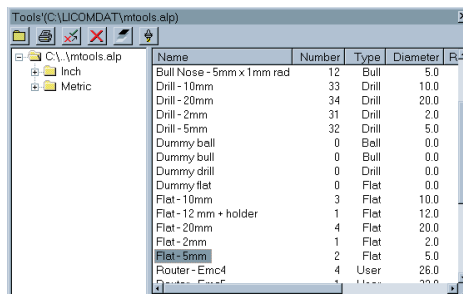 Tools'(C:\LICOMDAT\mtools.alp)
C:\..\mtools.alp
Inch
Metric
Name Number Type Diameter R
Bull Nose - 5mm x 1mm rad 12 Bull 5.0
Drill - 10mm 33 Drill 10.0
Drill - 20mm 34 Drill 20.0
Drill - 2mm 31 Drill 2.0
Drill - 5mm 32 Drill 5.0
Dummy ball 0 Ball 0.0
Dummy bull 0 Bull 0.0
Dummy drill 0 Drill 0.0
Dummy flat 0 Flat 0.0
Flat - 10mm 3 Flat 10.0
Flat - 12 mm + holder 1 Flat 12.0
Flat - 20mm 4 Flat 20.0
Flat - 2mm 1 Flat 2.0
Flat - 5mm 2 Flat 5.0
Router - Emc4 4 User 26.0